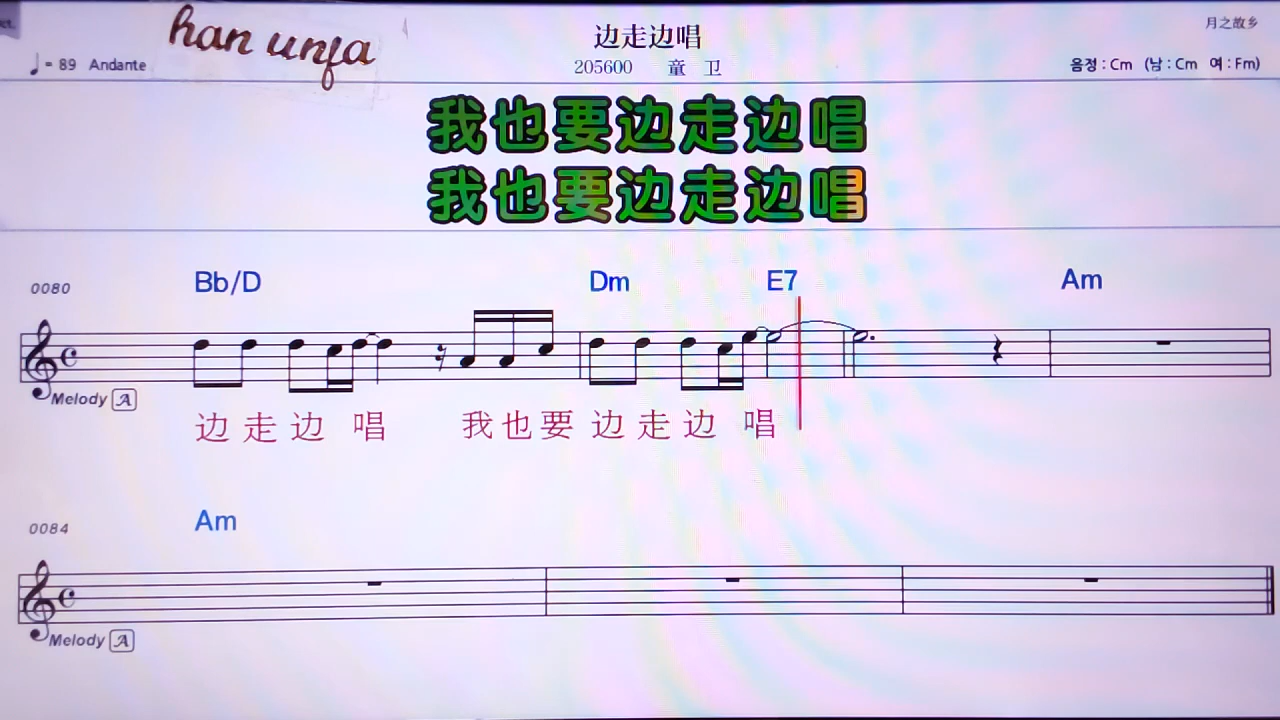 han unfa
边走边唱
月之故乡
♩= 89 Andante
205600 童 卫
음정 : Cm (남 : Cm 여 : Fm)
我也要边走边唱
我也要边走边唱
0080
Bb/D Dm E7 Am
Melody A
边 走 边 唱 我 也 要 边 走 边 唱
0084
Am
Melody A